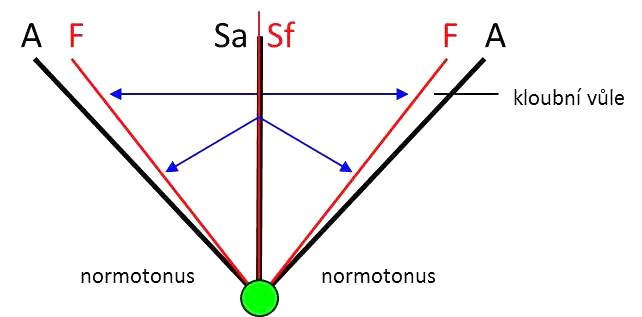 A F Sa Sf F A
kloubní vůle
normotonus normotonus